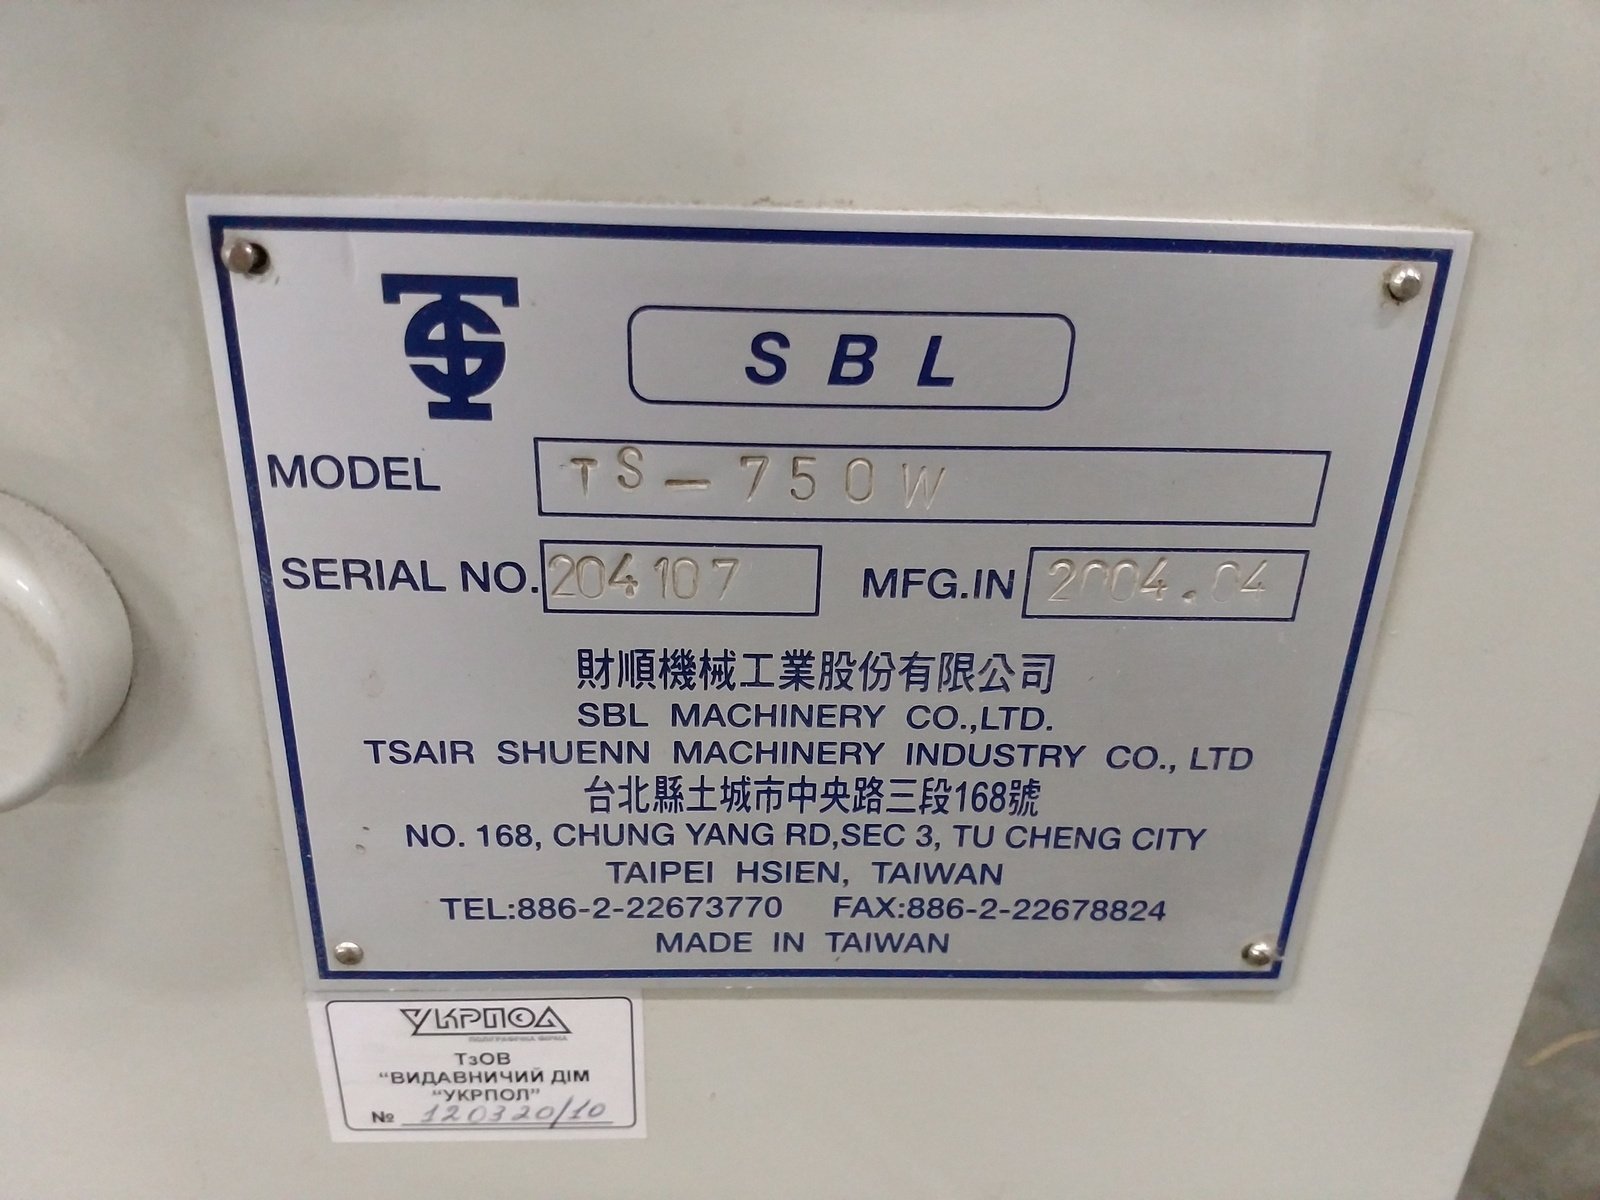 TS
SBL
MODEL TS-750W
SERIAL NO. 204107 MFG.IN 2004.04
財順機械工業股份有限公司
SBL MACHINERY CO.,LTD.
TSAIR SHUENN MACHINERY INDUSTRY CO., LTD
台北縣土城市中央路三段168號
NO. 168, CHUNG YANG RD,SEC 3, TU CHENG CITY
TAIPEI HSIEN, TAIWAN
TEL:886-2-22673770 FAX:886-2-22678824
MADE IN TAIWAN
УКРПОЛ
ПОЛІГРАФІЧНА ФІРМА
ТзОВ
“ВИДАВНИЧИЙ ДІМ
“УКРПОЛ”
№ 120320/10